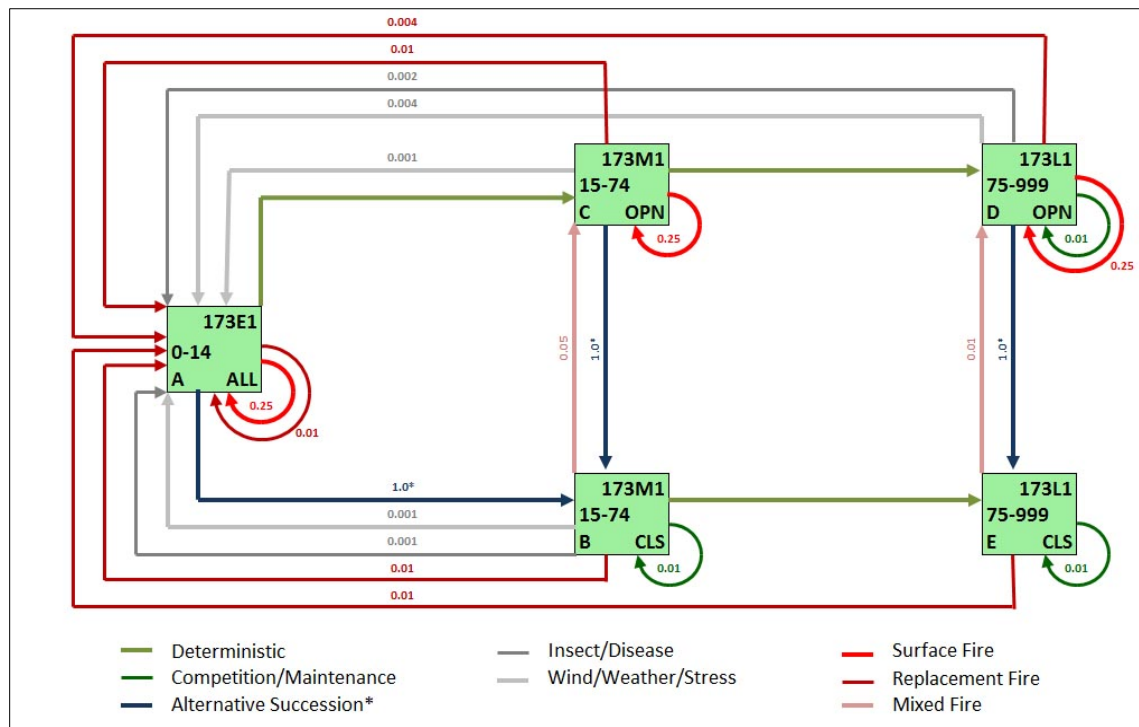 0.004
0.01
0.002
0.004
0.001
173M1
15-74
C OPN
0.25
173L1
75-999
D OPN
0.01
0.25
173E1
0-14
A ALL
0.25
0.01
0.05
1.0*
0.01
1.0*
1.0*
0.001
0.001
0.01
0.01
173M1
15-74
B CLS
0.01
173L1
75-999
E CLS
0.01
Deterministic
Competition/Maintenance
Alternative Succession*
Insect/Disease
Wind/Weather/Stress
Surface Fire
Replacement Fire
Mixed Fire